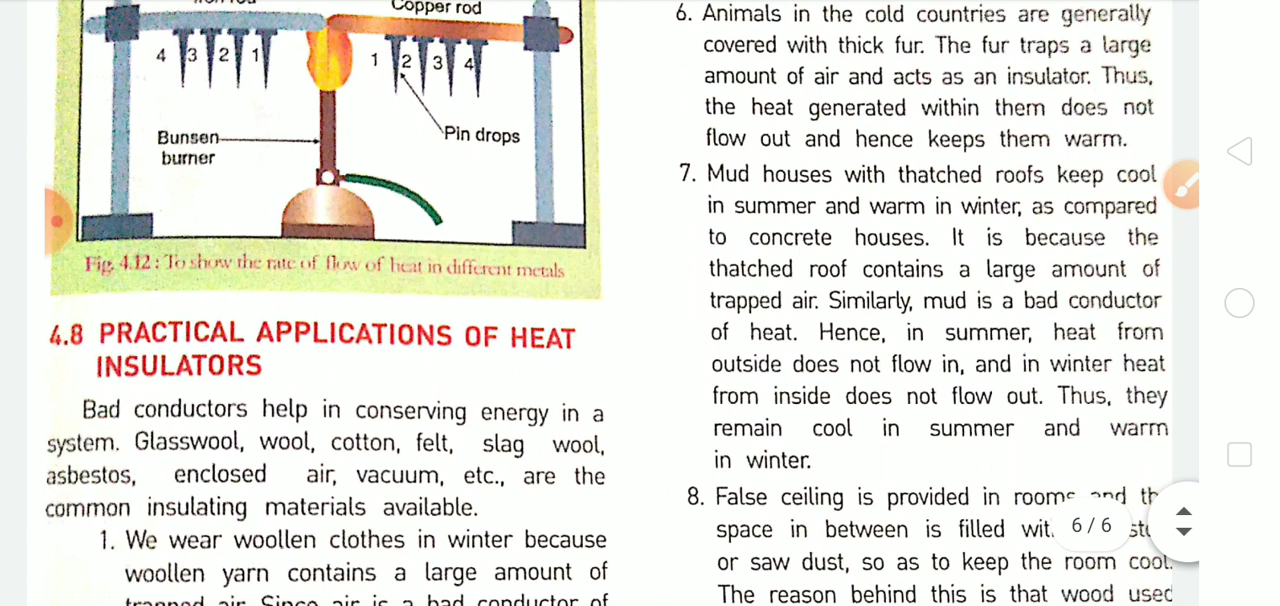 Copper rod
4 3 2 1
1 2 3 4
Bunsen
burner
Pin drops
Fig. 4.12 : To show the rate of flow of heat in different metals
4.8 PRACTICAL APPLICATIONS OF HEAT
INSULATORS
Bad conductors help in conserving energy in a
system. Glasswool, wool, cotton, felt, slag wool,
asbestos, enclosed air, vacuum, etc., are the
common insulating materials available.
1. We wear woollen clothes in winter because
woollen yarn contains a large amount of
trapped air. Since air is a bad conductor of
6. Animals in the cold countries are generally
covered with thick fur. The fur traps a large
amount of air and acts as an insulator. Thus,
the heat generated within them does not
flow out and hence keeps them warm.
7. Mud houses with thatched roofs keep cool
in summer and warm in winter, as compared
to concrete houses. It is because the
thatched roof contains a large amount of
trapped air. Similarly, mud is a bad conductor
of heat. Hence, in summer, heat from
outside does not flow in, and in winter heat
from inside does not flow out. Thus, they
remain cool in summer and warm
in winter.
8. False ceiling is provided in rooms and
space in between is filled
6 / 6
or saw dust, so as to keep the room cool.
The reason behind this is that wood used